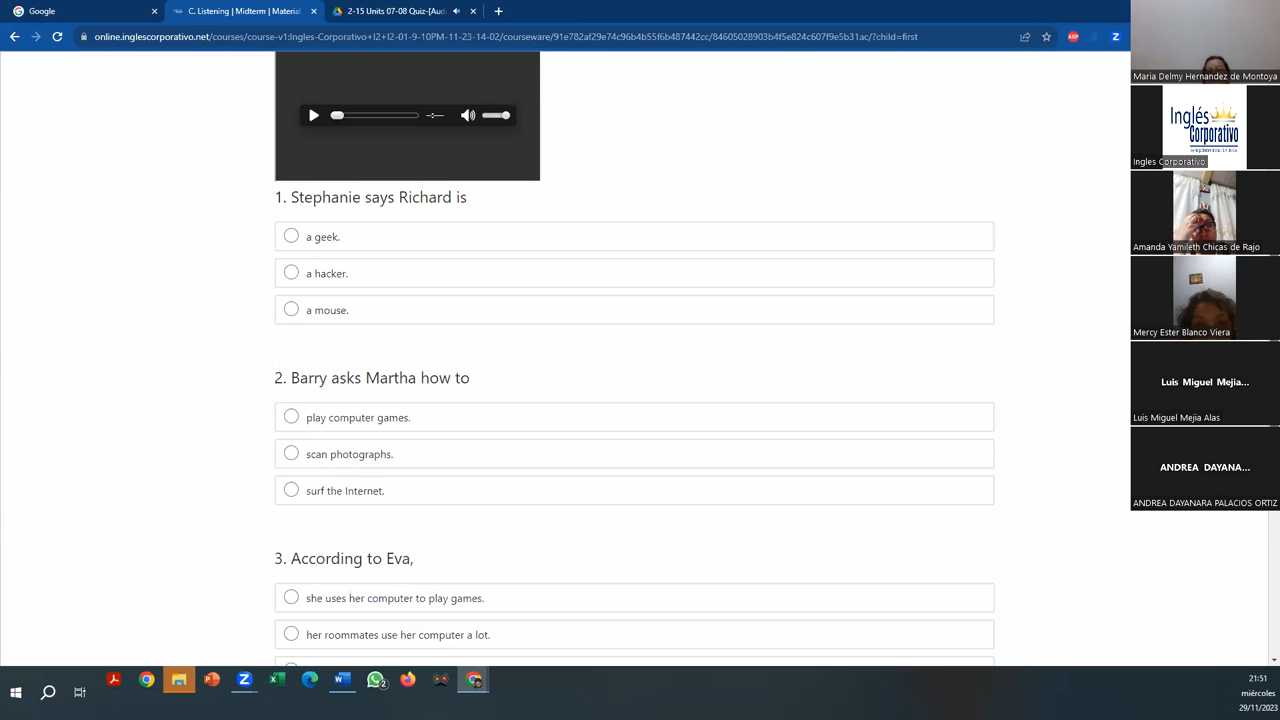 Google
C. Listening | Midterm | Material
2-15 Units 07-08 Quiz-[Aud
online.inglescorporativo.net/courses/course-v1:Ingles-Corporativo+I2+I2-01-9-10PM-11-23-14-02/courseware/91e782af29e74c96b4b55f6b487442cc/84605028903b4f5e824c607f9e5b31ac/?child=first
ABP
1. Stephanie says Richard is
a geek.
a hacker.
a mouse.
2. Barry asks Martha how to
play computer games.
scan photographs.
surf the Internet.
3. According to Eva,
she uses her computer to play games.
her roommates use her computer a lot.
Maria Delmy Hernandez de Montoya
Inglés
Corporativo
Ingles Corporativo
Amanda Yamileth Chicas de Rajo
Mercy Ester Blanco Viera
Luis Miguel Mejia...
Luis Miguel Mejia Alas
ANDREA DAYANA...
ANDREA DAYANARA PALACIOS ORTIZ
2
21:51
miércoles
29/11/2023